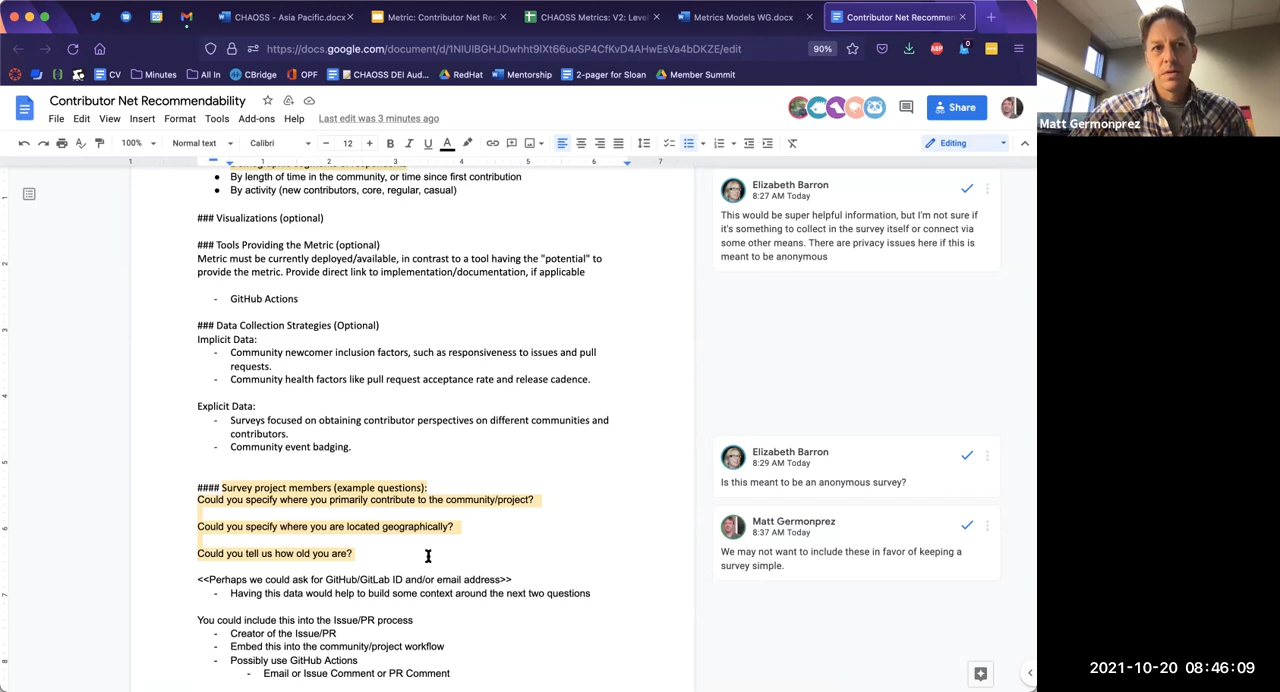 CHAOSS - Asia Pacific.docx
Metric: Contributor Net Rec
CHAOSS Metrics: V2: Level
Metrics Models WG.docx
Contributor Net Recommen
https://docs.google.com/document/d/1NlUlBGHJDwhht9lXt66uoSP4CfKvD4AHwEsVa4bDKZE/edit
90%
CV
Minutes
All In
CBridge
OPF
CHAOSS DEI Aud...
RedHat
Mentorship
2-pager for Sloan
Member Summit
Contributor Net Recommendability
File Edit View Insert Format Tools Add-ons Help Last edit was 3 minutes ago
Share
100% Normal text Calibri 12 B I U A Editing
By length of time in the community, or time since first contribution
By activity (new contributors, core, regular, casual)
### Visualizations (optional)
### Tools Providing the Metric (optional)
Metric must be currently deployed/available, in contrast to a tool having the "potential" to
provide the metric. Provide direct link to implementation/documentation, if applicable
- GitHub Actions
### Data Collection Strategies (Optional)
Implicit Data:
- Community newcomer inclusion factors, such as responsiveness to issues and pull
requests.
- Community health factors like pull request acceptance rate and release cadence.
Explicit Data:
- Surveys focused on obtaining contributor perspectives on different communities and
contributors.
- Community event badging.
#### Survey project members (example questions):
Could you specify where you primarily contribute to the community/project?
Could you specify where you are located geographically?
Could you tell us how old you are?
<<Perhaps we could ask for GitHub/GitLab ID and/or email address>>
- Having this data would help to build some context around the next two questions
You could include this into the Issue/PR process
- Creator of the Issue/PR
- Embed this into the community/project workflow
- Possibly use GitHub Actions
- Email or Issue Comment or PR Comment
Elizabeth Barron
8:27 AM Today
This would be super helpful information, but I'm not sure if
it's something to collect in the survey itself or connect via
some other means. There are privacy issues here if this is
meant to be anonymous
Elizabeth Barron
8:29 AM Today
Is this meant to be an anonymous survey?
Matt Germonprez
8:37 AM Today
We may not want to include these in favor of keeping a
survey simple.
Matt Germonprez
2021-10-20 08:46:09